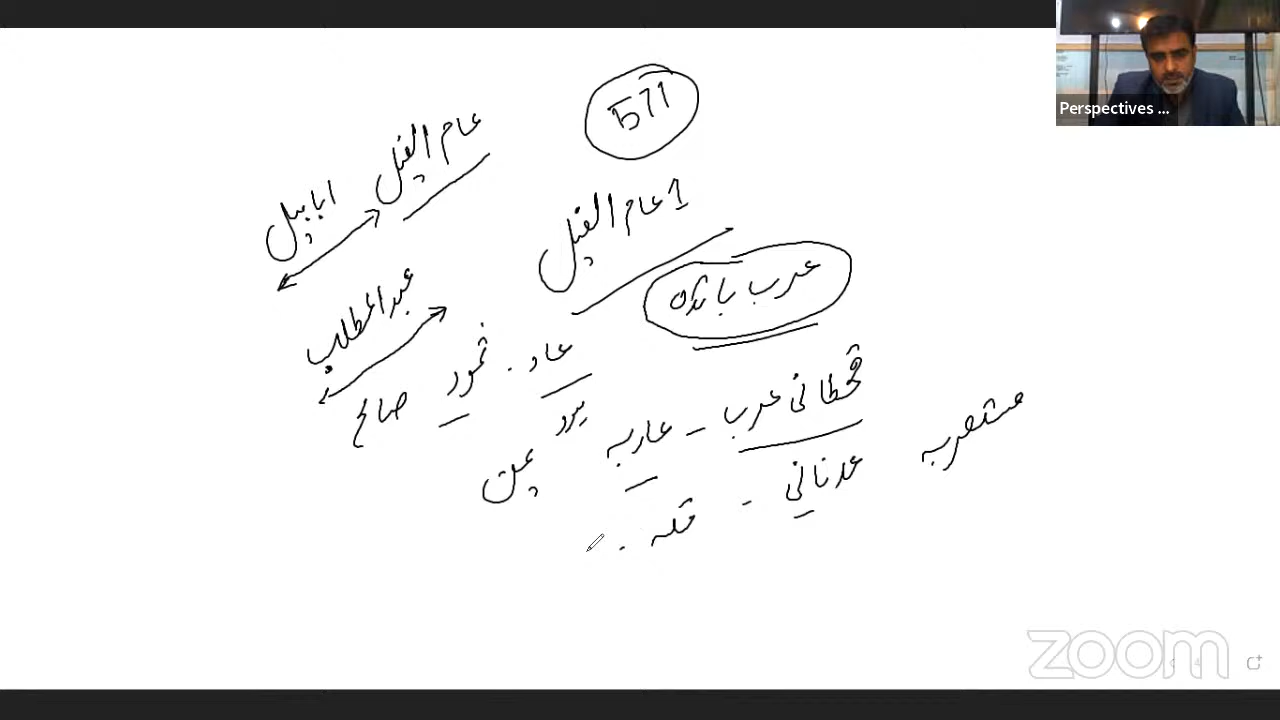 Perspectives ...
571
عام الفیل
ابابیل
1 عام الفیل
عبدالمطلب
عرب بائدہ
عاد . ثمود صالح
قحطانی عرب - عاربہ
یمن
مستعربہ
عدنانی -
zoom